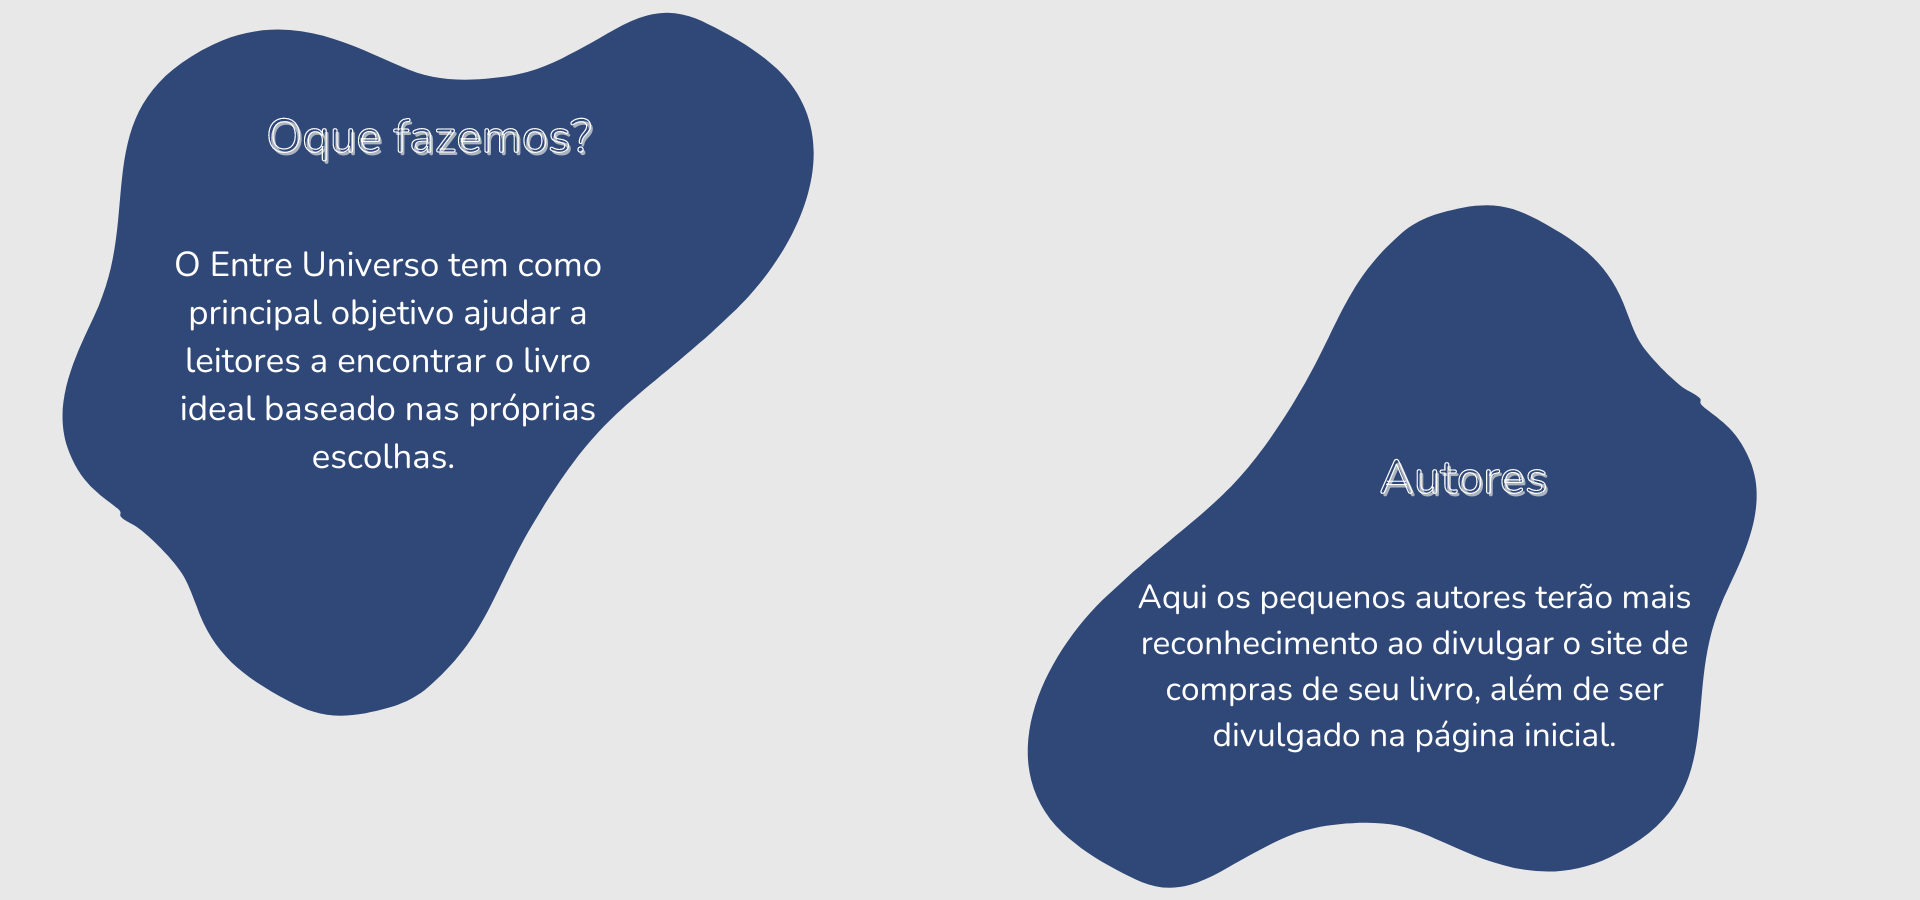 Oque fazemos?
O Entre Universo tem como
principal objetivo ajudar a
leitores a encontrar o livro
ideal baseado nas próprias
escolhas.
Autores
Aqui os pequenos autores terão mais
reconhecimento ao divulgar o site de
compras de seu livro, além de ser
divulgado na página inicial.